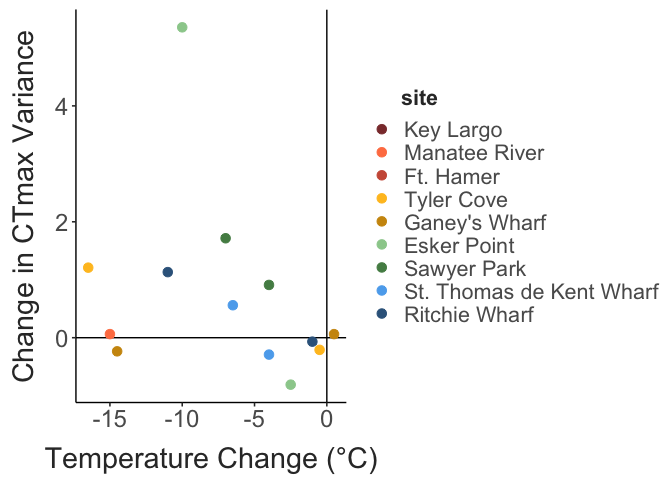 Change in CTmax Variance
4
2
0
-15 -10 -5 0
Temperature Change (°C)
site
Key Largo
Manatee River
Ft. Hamer
Tyler Cove
Ganey's Wharf
Esker Point
Sawyer Park
St. Thomas de Kent Wharf
Ritchie Wharf